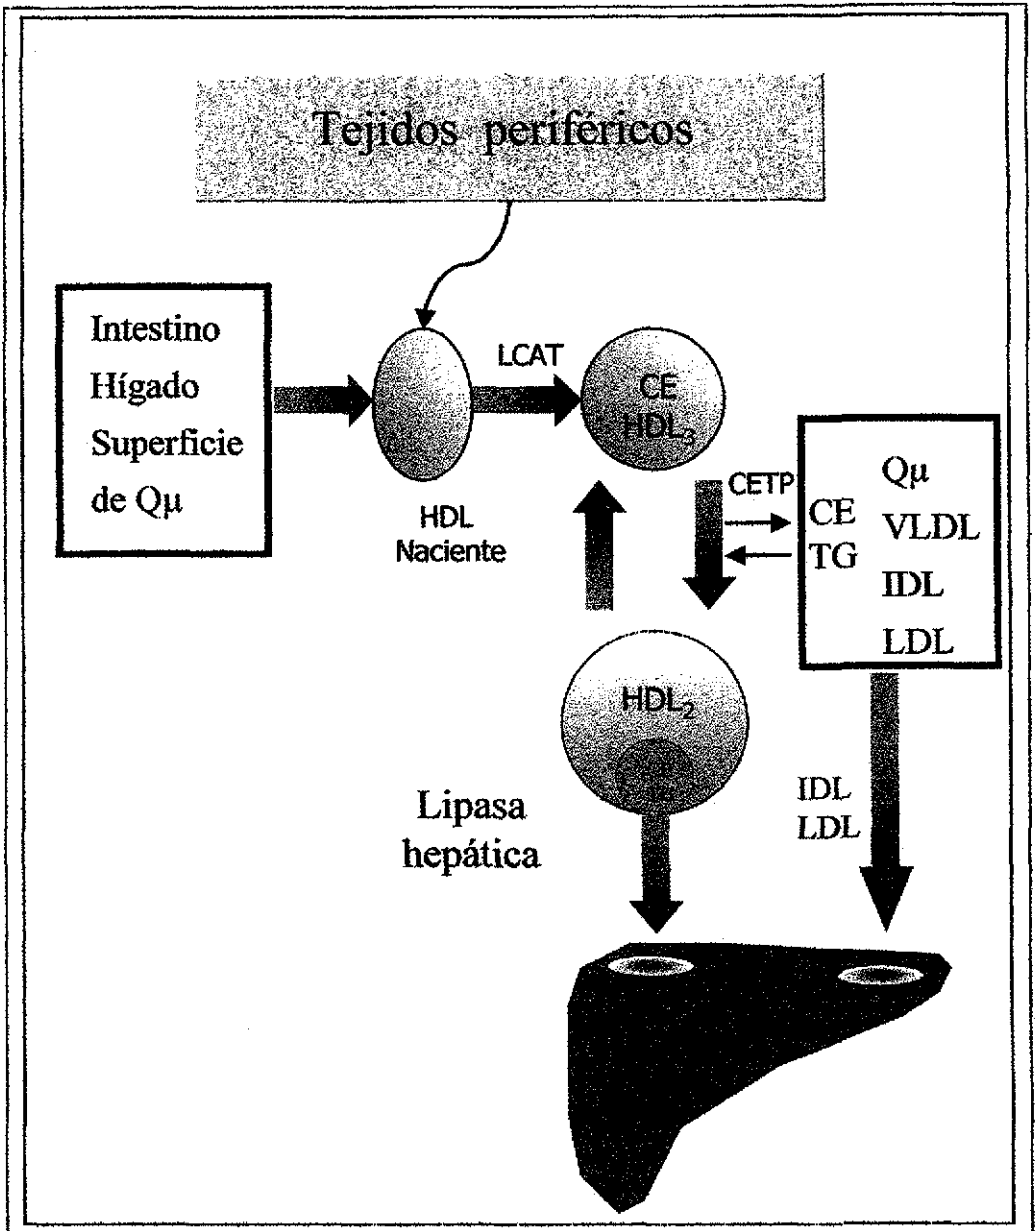 Tejidos periféricos
Intestino
Hígado
Superficie
de Qµ
LCAT
HDL
Naciente
CE
HDL₃
CETP
CE
TG
Qµ
VLDL
IDL
LDL
HDL₂
Lipasa
hepática
IDL
LDL